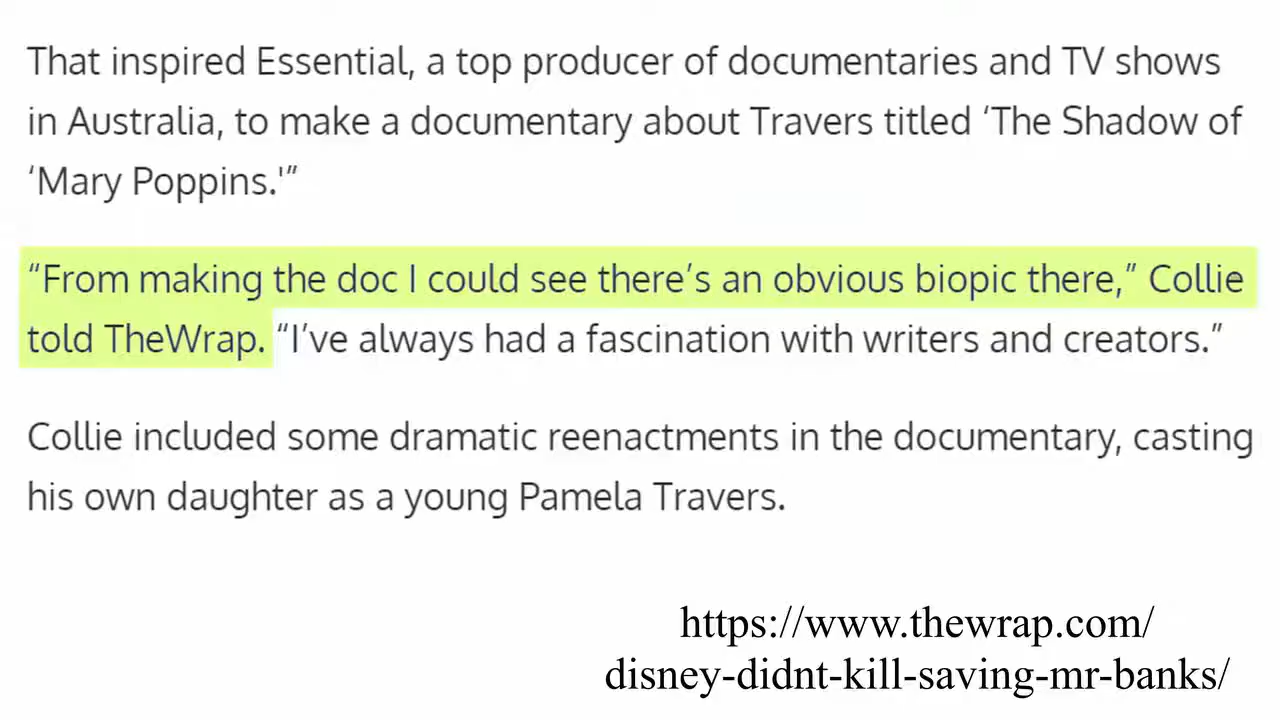 That inspired Essential, a top producer of documentaries and TV shows
in Australia, to make a documentary about Travers titled ‘The Shadow of
‘Mary Poppins.'”
“From making the doc I could see there’s an obvious biopic there,” Collie
told TheWrap. “I’ve always had a fascination with writers and creators.”
Collie included some dramatic reenactments in the documentary, casting
his own daughter as a young Pamela Travers.
https://www.thewrap.com/
disney-didnt-kill-saving-mr-banks/